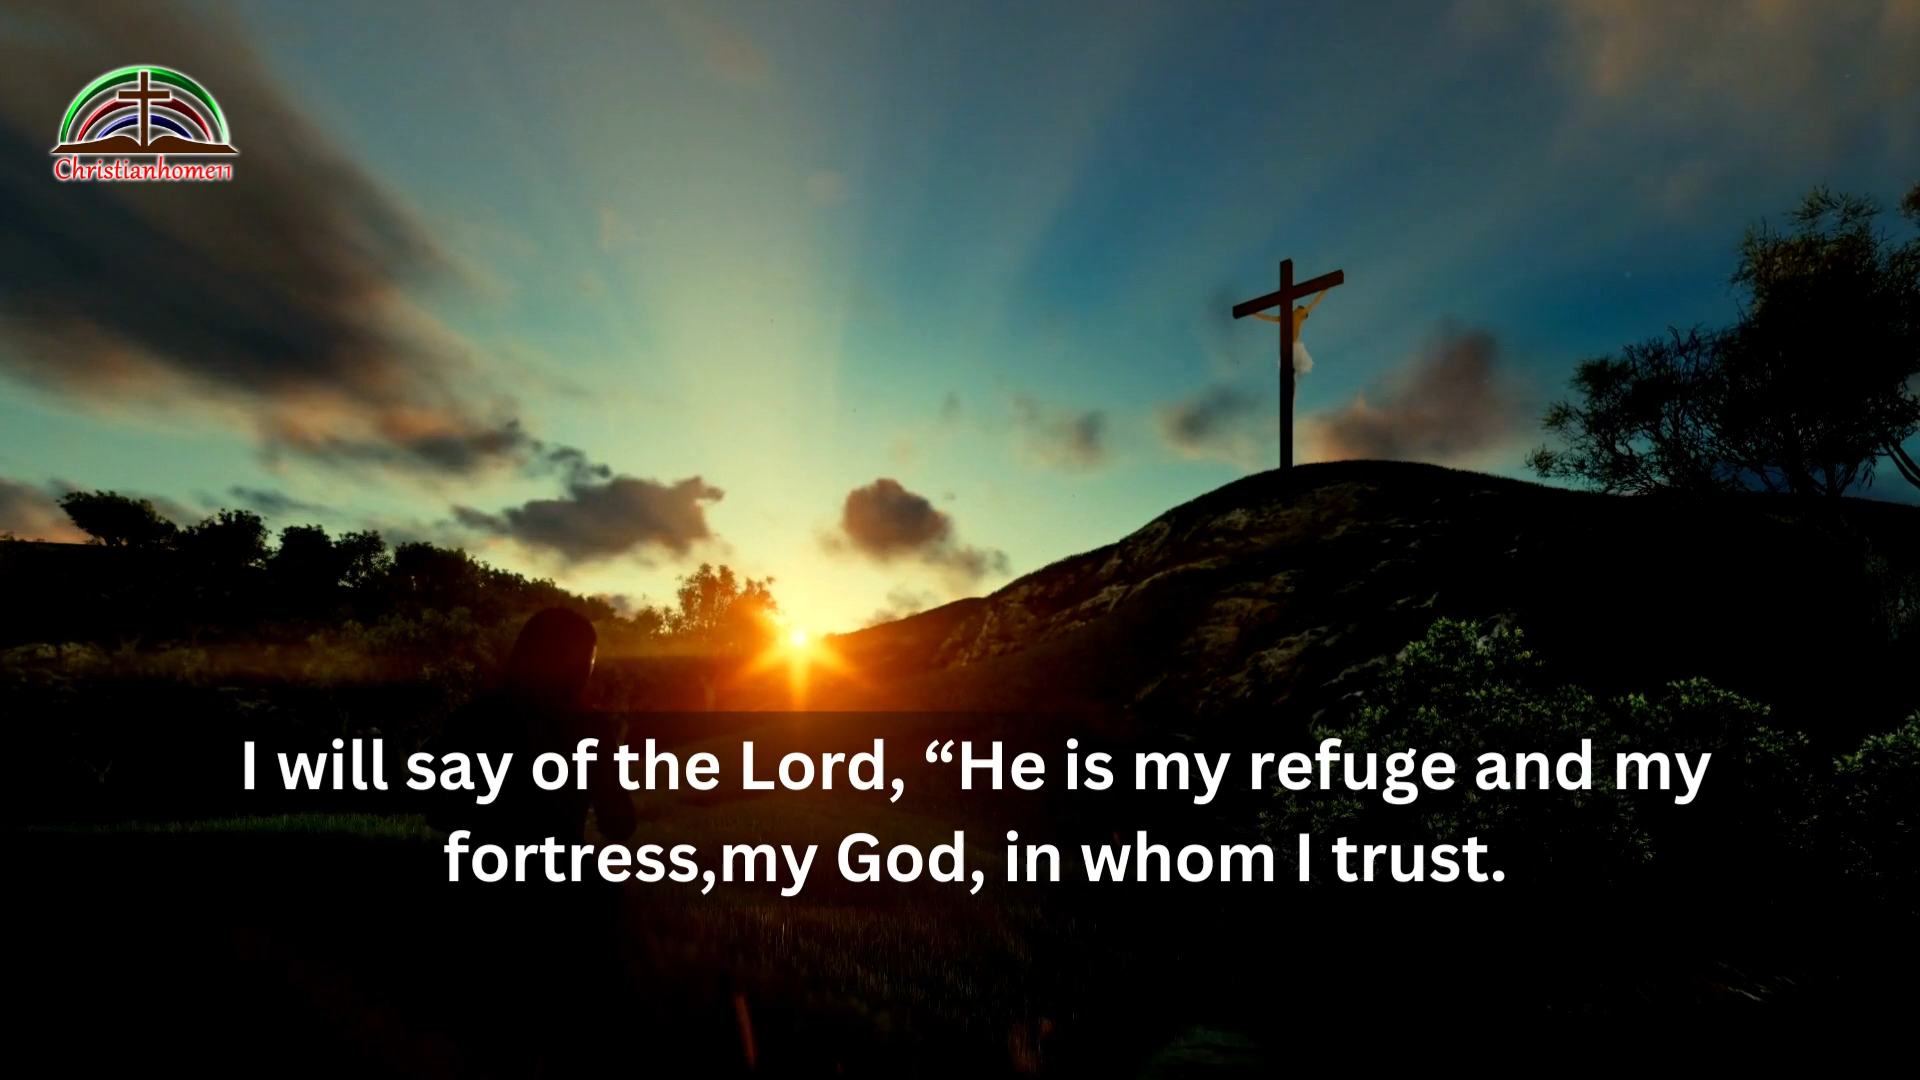 Christianhome11
I will say of the Lord, “He is my refuge and my
fortress,my God, in whom I trust.